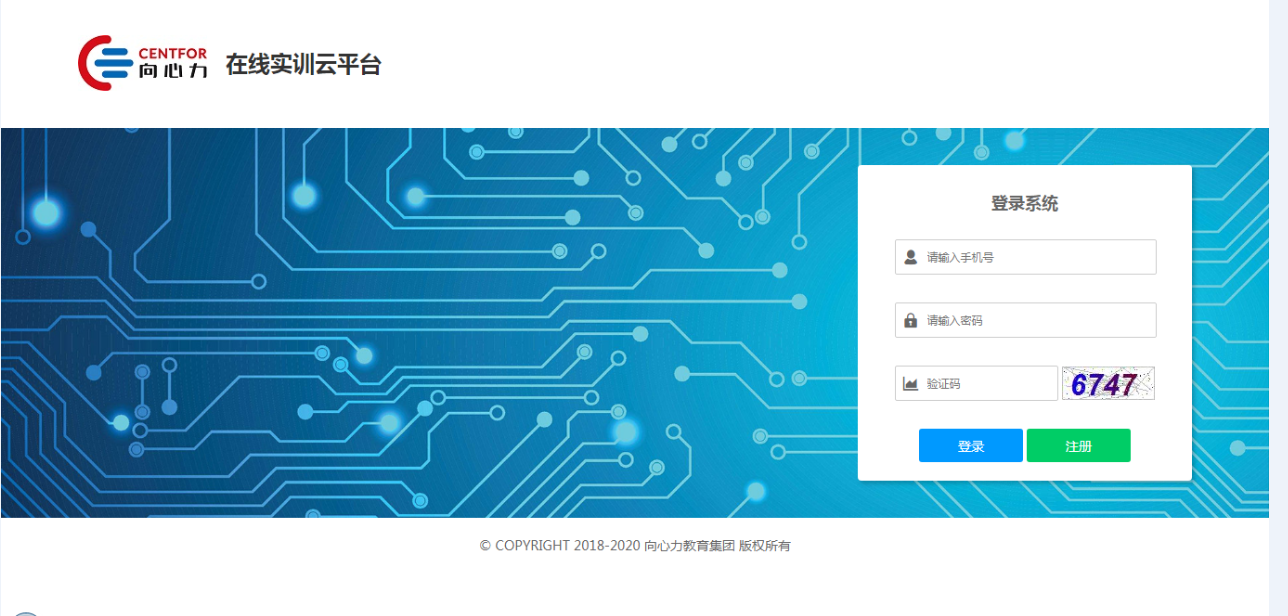 CENTFOR
向心力
在线实训云平台
登录系统
请输入手机号
请输入密码
验证码
6747
登录 注册
© COPYRIGHT 2018-2020 向心力教育集团 版权所有